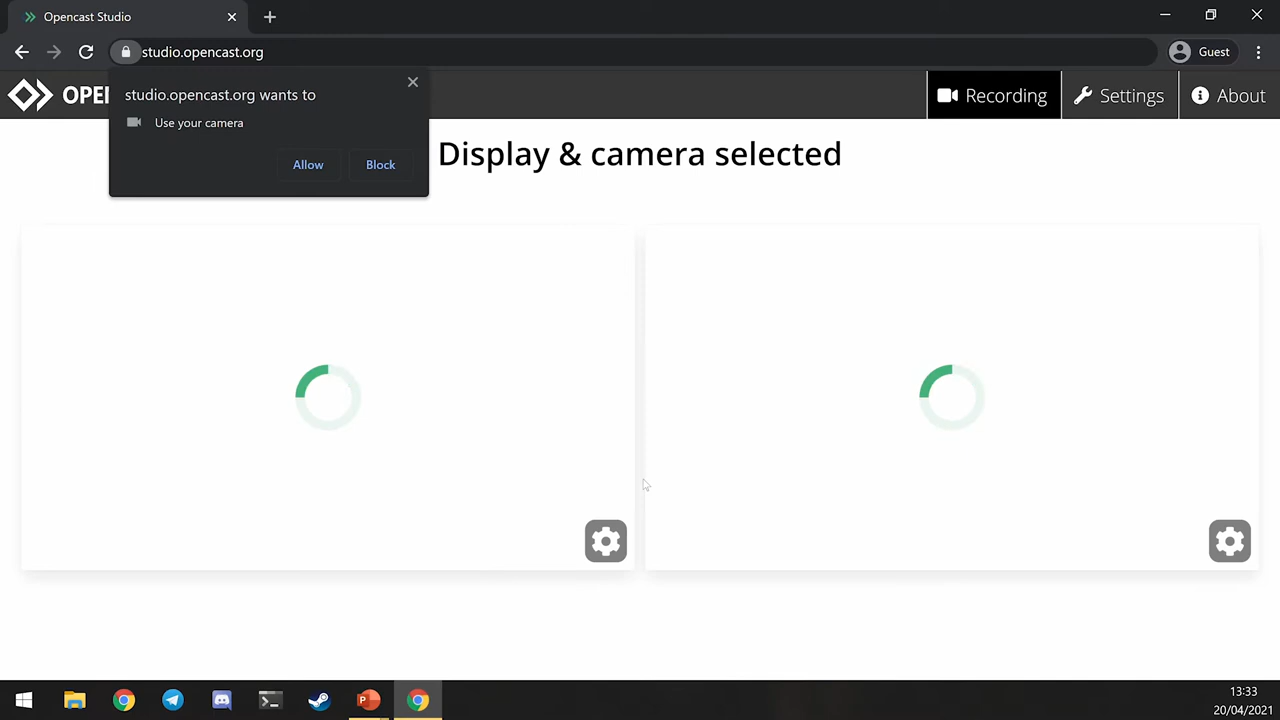 Opencast Studio
studio.opencast.org
Guest
studio.opencast.org wants to
Use your camera
Allow
Block
OPE
Recording
Settings
About
Display & camera selected
13:33
20/04/2021